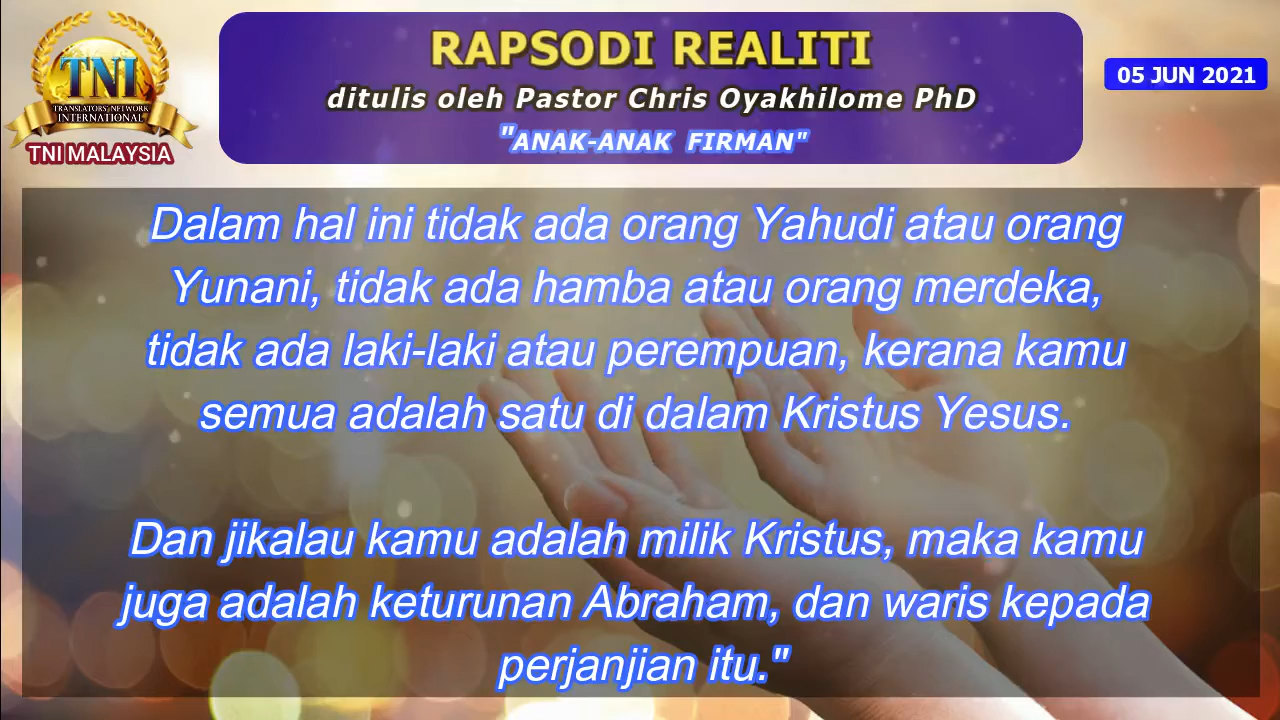 TNI
TRANSLATORS' NETWORK
INTERNATIONAL
TNI MALAYSIA
RAPSODI REALITI
ditulis oleh Pastor Chris Oyakhilome PhD
"ANAK-ANAK FIRMAN"
05 JUN 2021
Dalam hal ini tidak ada orang Yahudi atau orang
Yunani, tidak ada hamba atau orang merdeka,
tidak ada laki-laki atau perempuan, kerana kamu
semua adalah satu di dalam Kristus Yesus.
Dan jikalau kamu adalah milik Kristus, maka kamu
juga adalah keturunan Abraham, dan waris kepada
perjanjian itu."